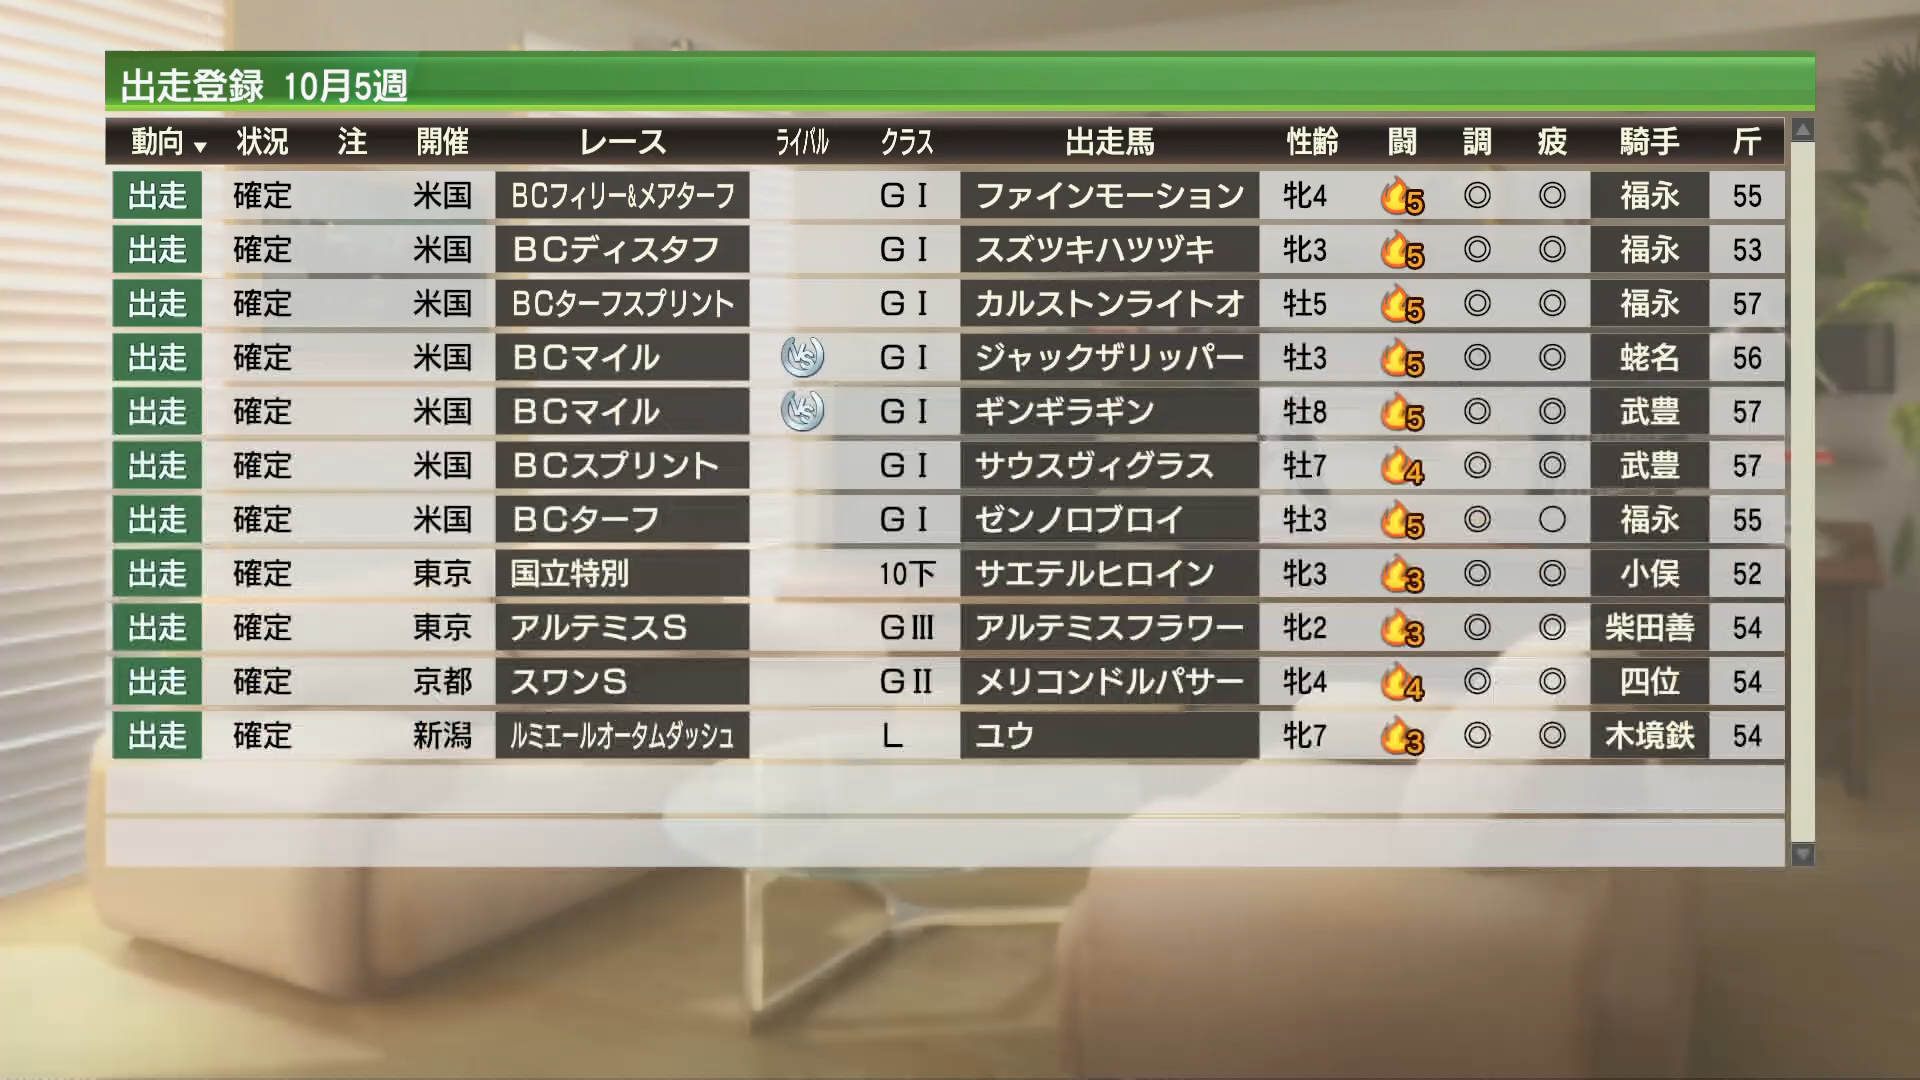 出走登録 10月5週
動向 状況 注 開催 レース ライバル クラス 出走馬 性齢 闘 調 疲 騎手 斤
出走 確定 米国 BCフィリー&メアターフ GⅠ ファインモーション 牝4 5 ◎ ◎ 福永 55
出走 確定 米国 BCディスタフ GⅠ スズツキハツヅキ 牝3 5 ◎ ◎ 福永 53
出走 確定 米国 BCターフスプリント GⅠ カルストンライトオ 牡5 5 ◎ ◎ 福永 57
出走 確定 米国 BCマイル VS GⅠ ジャックザリッパー 牡3 5 ◎ ◎ 蛯名 56
出走 確定 米国 BCマイル VS GⅠ ギンギラギン 牡8 5 ◎ ◎ 武豊 57
出走 確定 米国 BCスプリント GⅠ サウスヴィグラス 牡7 4 ◎ ◎ 武豊 57
出走 確定 米国 BCターフ GⅠ ゼンノロブロイ 牡3 5 ◎ ○ 福永 55
出走 確定 東京 国立特別 10下 サエテルヒロイン 牝3 3 ◎ ◎ 小俣 52
出走 確定 東京 アルテミスS GⅢ アルテミスフラワー 牝2 3 ◎ ◎ 柴田善 54
出走 確定 京都 スワンS GⅡ メリコンドルパサー 牝4 4 ◎ ◎ 四位 54
出走 確定 新潟 ルミエールオータムダッシュ L ユウ 牝7 3 ◎ ◎ 木境鉄 54